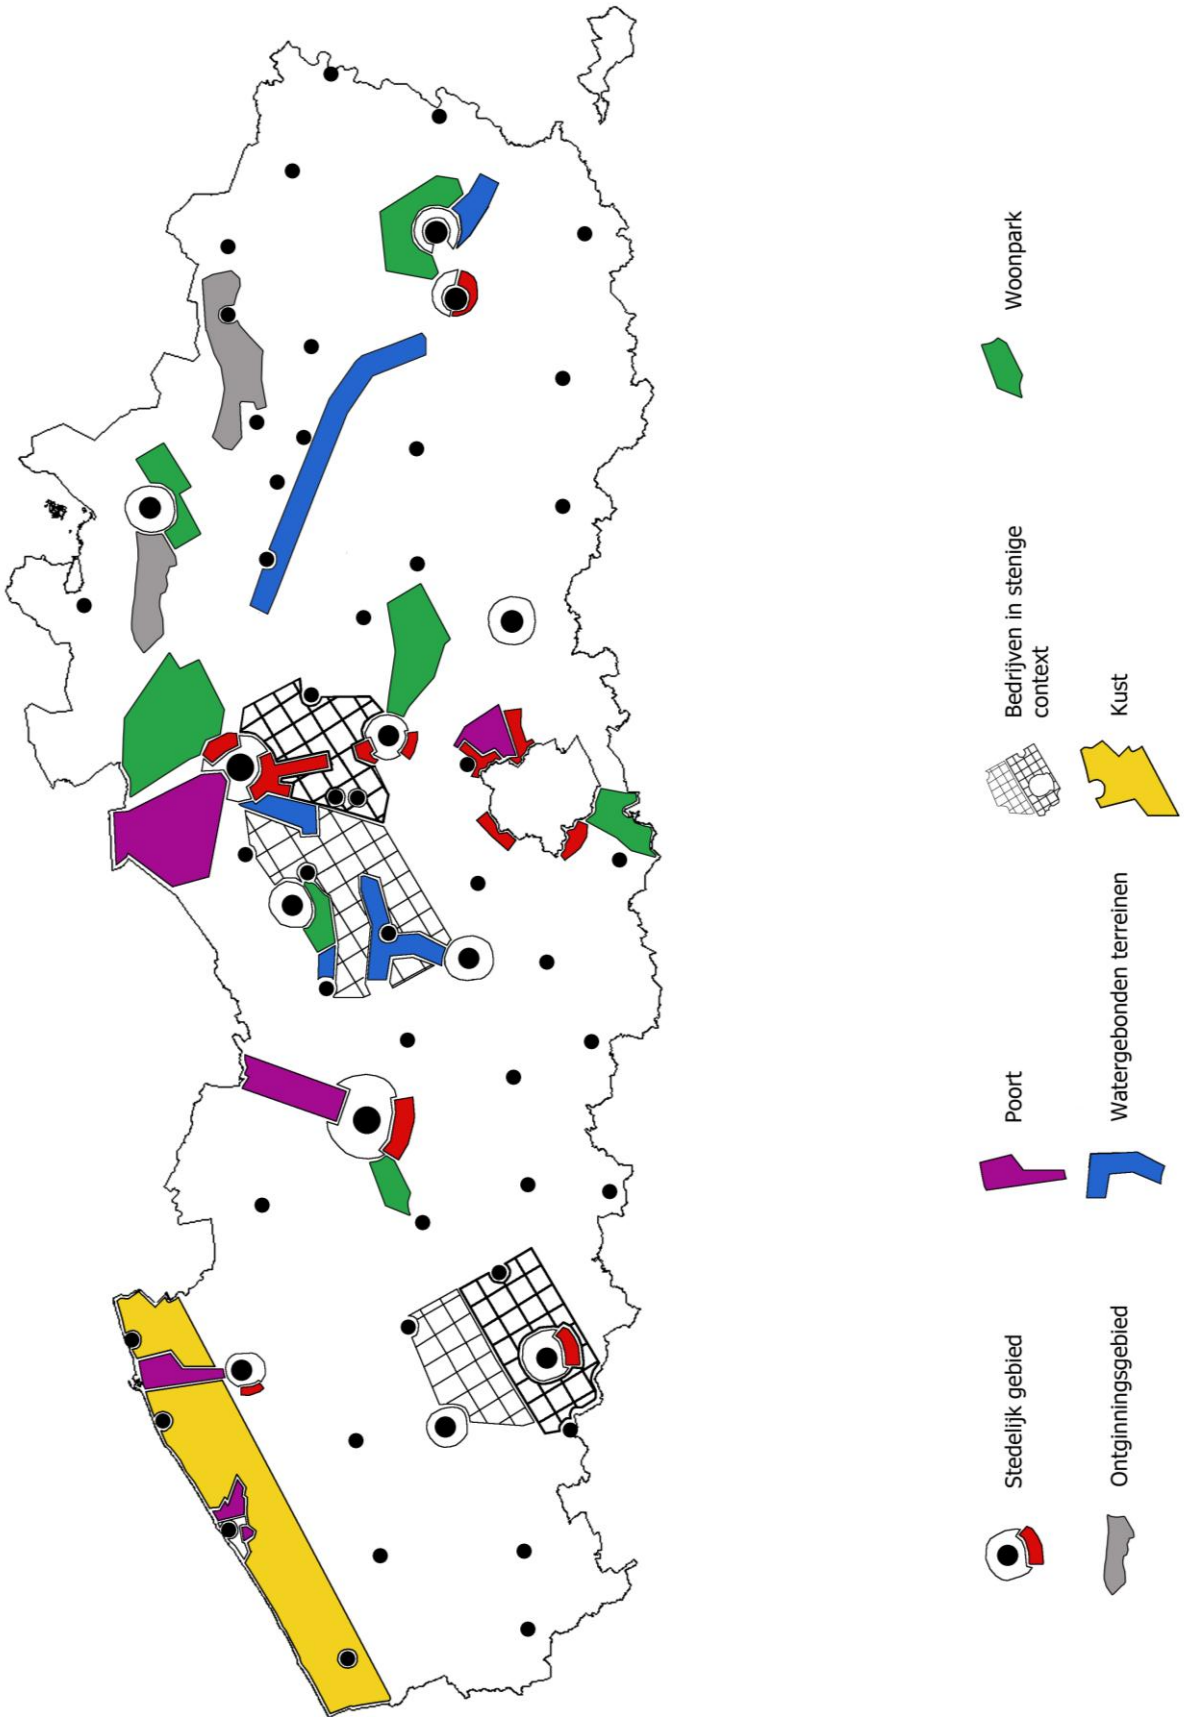 Stedelijk gebied
Poort
Bedrijven in stenige
context
Woonpark
Ontginningsgebied
Watergebonden terreinen
Kust